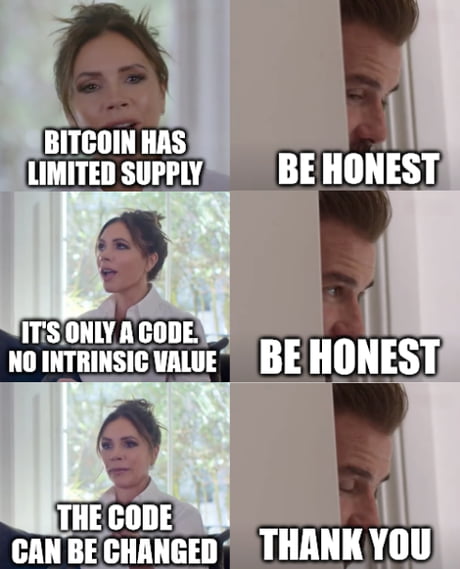 BITCOIN HAS
LIMITED SUPPLY
BE HONEST
IT'S ONLY A CODE.
NO INTRINSIC VALUE
BE HONEST
THE CODE
CAN BE CHANGED
THANK YOU